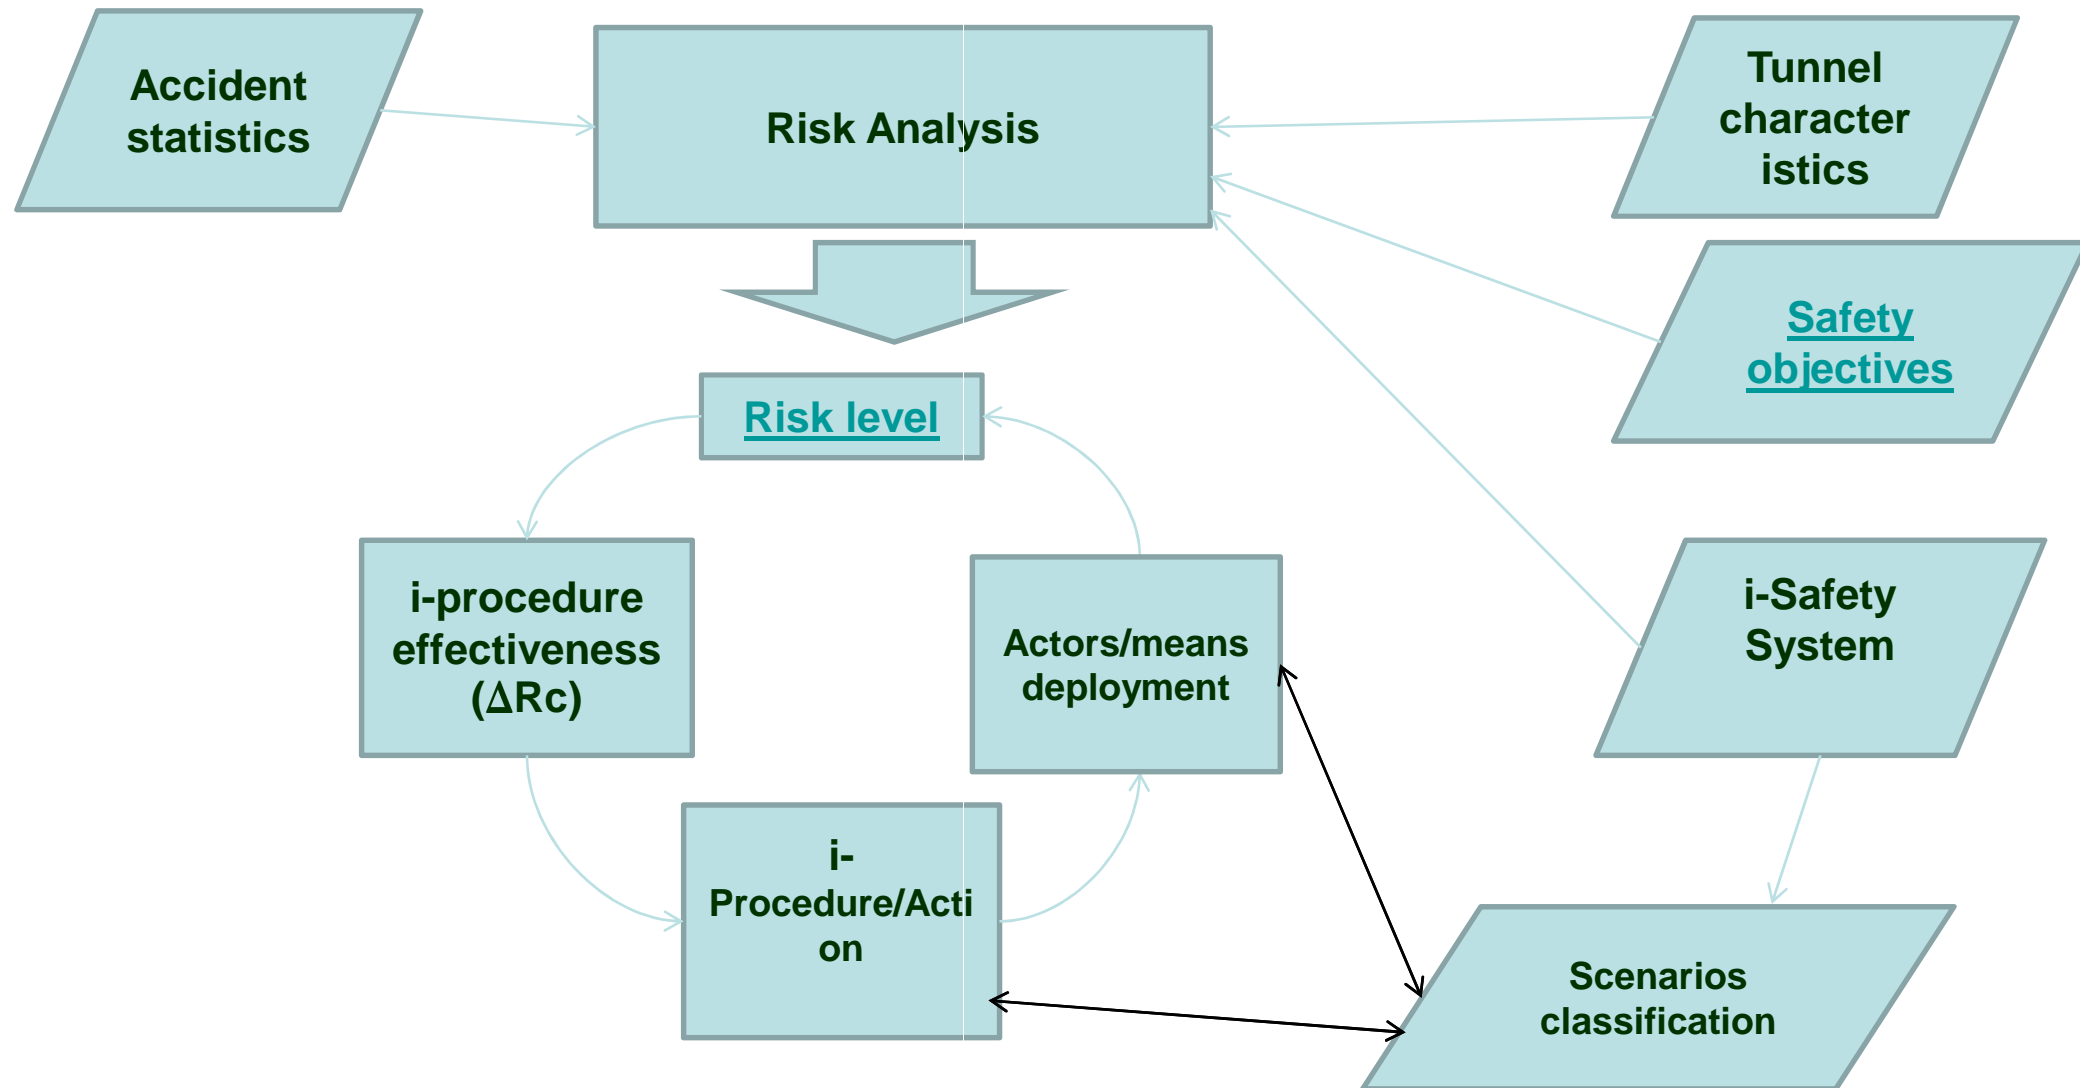 Accident
statistics
Risk Analysis
Tunnel
character
istics
Safety
objectives
Risk level
i-procedure
effectiveness
(ΔRc)
Actors/means
deployment
i-Safety
System
i-
Procedure/Acti
on
Scenarios
classification